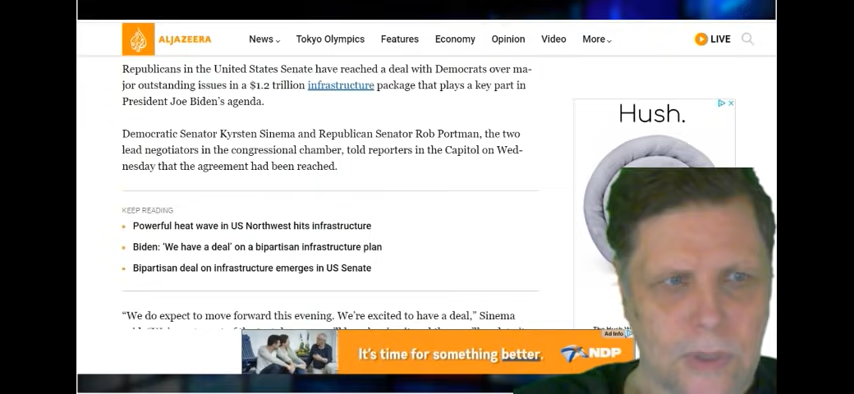 ALJAZEERA
News
Tokyo Olympics
Features
Economy
Opinion
Video
More
LIVE
Republicans in the United States Senate have reached a deal with Democrats over ma-
jor outstanding issues in a $1.2 trillion infrastructure package that plays a key part in
President Joe Biden’s agenda.
Democratic Senator Kyrsten Sinema and Republican Senator Rob Portman, the two
lead negotiators in the congressional chamber, told reporters in the Capitol on Wed-
nesday that the agreement had been reached.
KEEP READING
Powerful heat wave in US Northwest hits infrastructure
Biden: ‘We have a deal’ on a bipartisan infrastructure plan
Bipartisan deal on infrastructure emerges in US Senate
“We do expect to move forward this evening. We’re excited to have a deal,” Sinema
Hush.
Ad info
It’s time for something better.
NDP